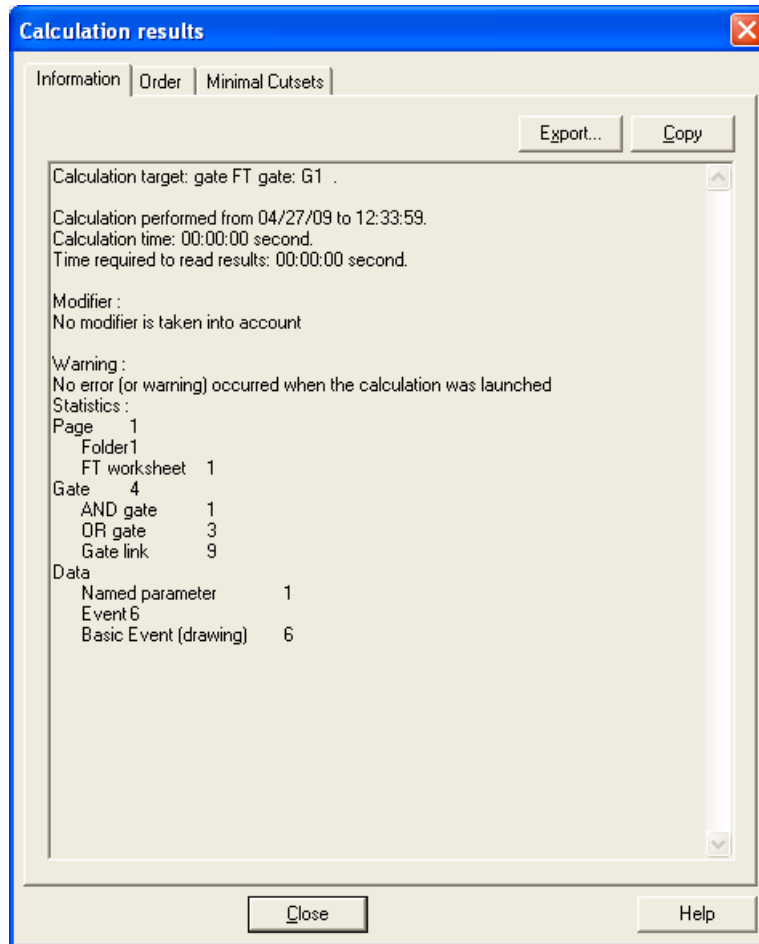 Calculation results
Information Order Minimal Cutsets
Export... Copy
Calculation target: gate FT gate: G1 .
Calculation performed from 04/27/09 to 12:33:59.
Calculation time: 00:00:00 second.
Time required to read results: 00:00:00 second.
Modifier :
No modifier is taken into account
Warning :
No error (or warning) occurred when the calculation was launched
Statistics :
Page 1
Folder1
FT worksheet 1
Gate 4
AND gate 1
OR gate 3
Gate link 9
Data
Named parameter 1
Event6
Basic Event (drawing) 6
Close Help